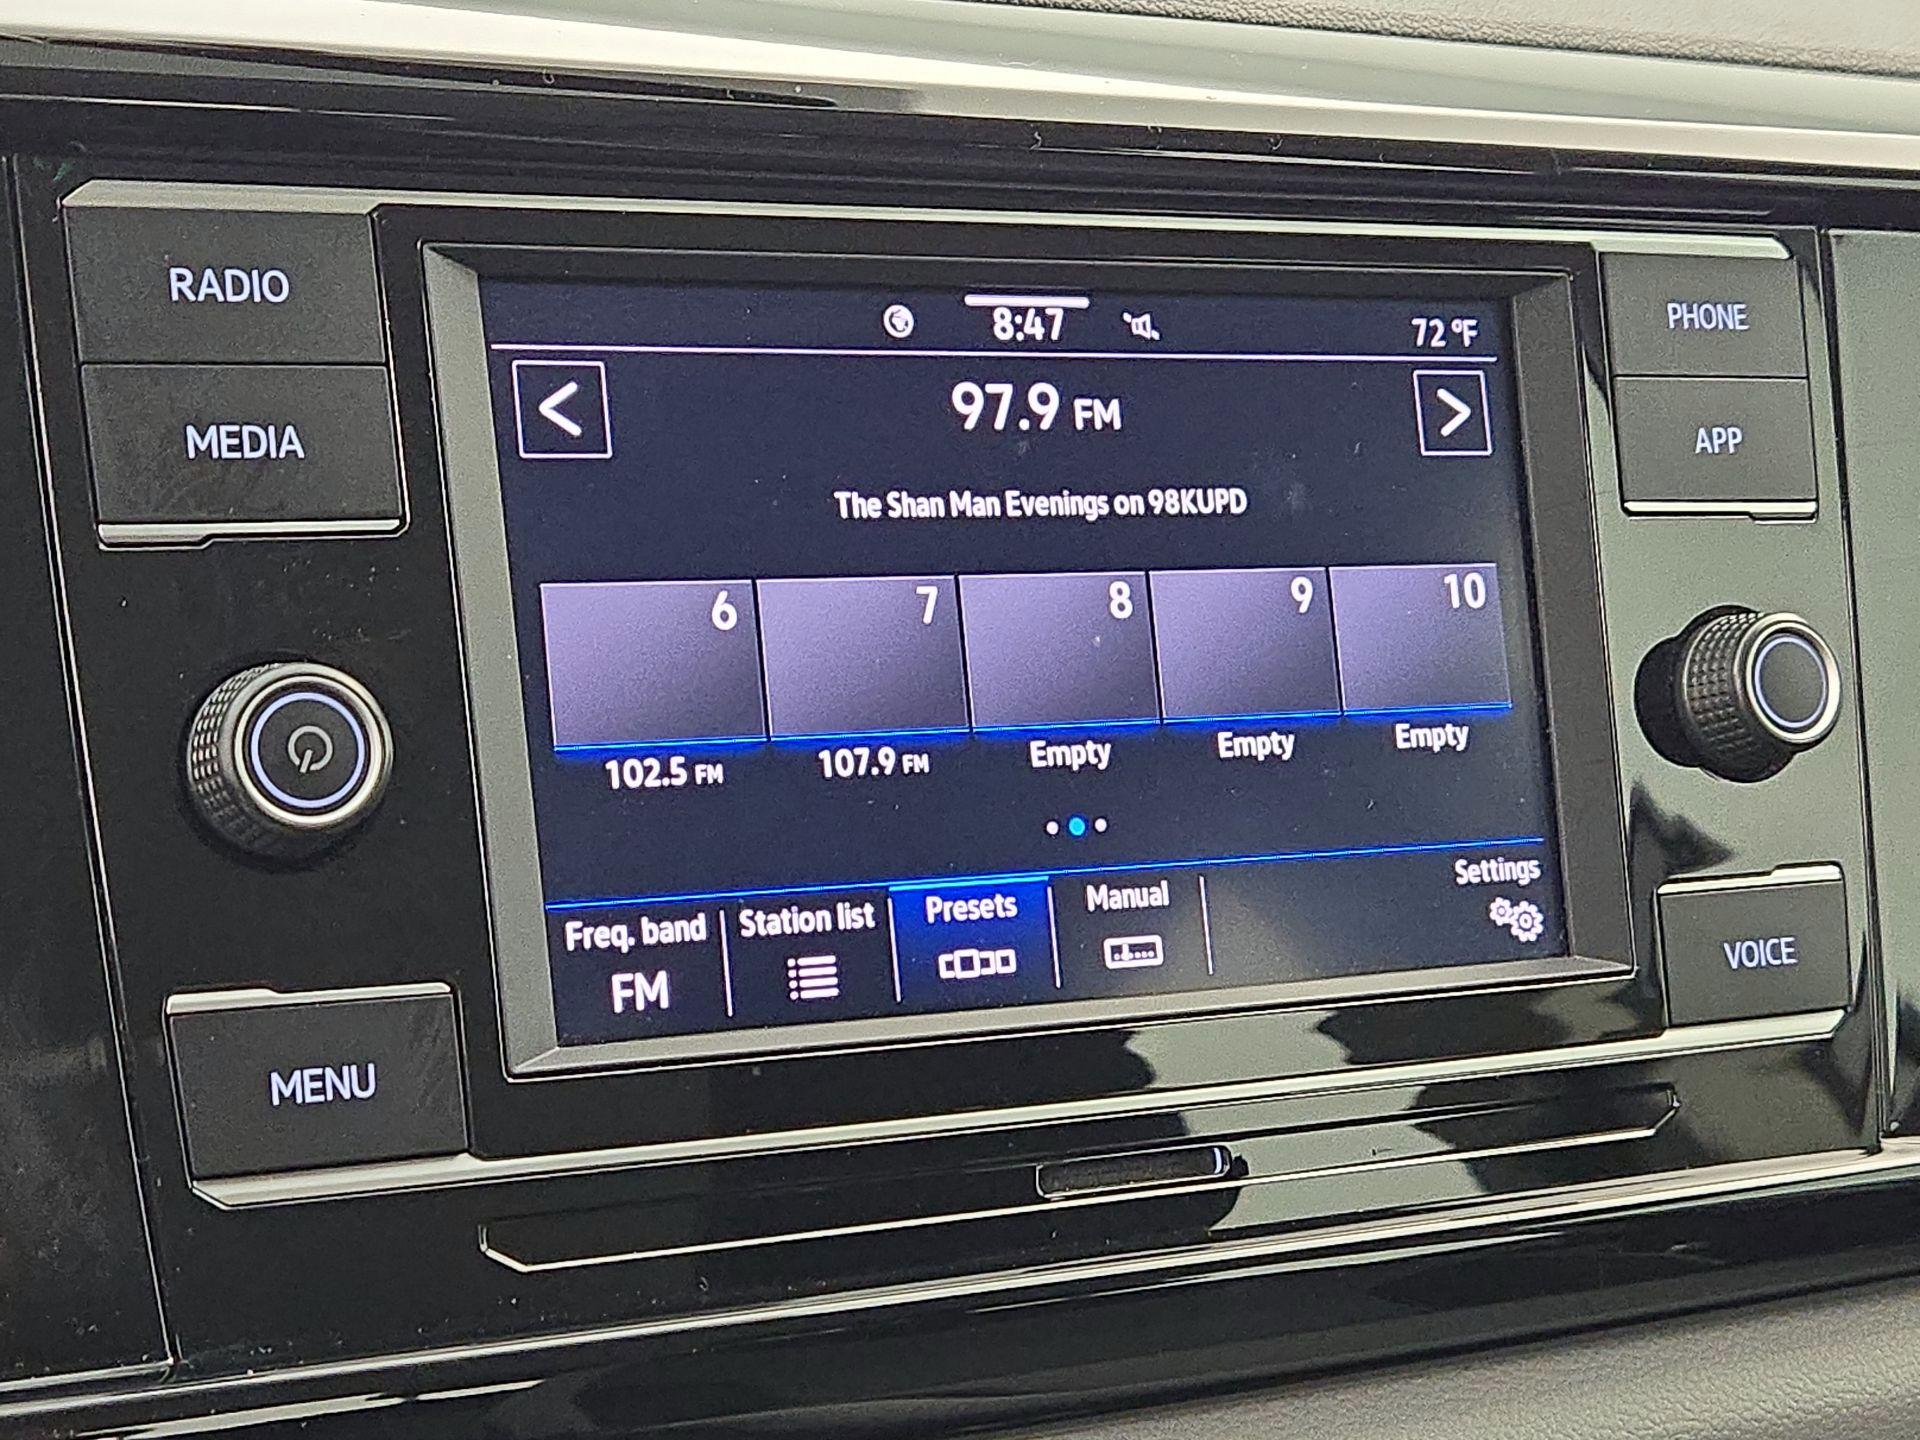 RADIO
MEDIA
MENU
8:47
72 °F
<
97.9 FM
>
The Shan Man Evenings on 98KUPD
6
7
8
9
10
102.5 FM
107.9 FM
Empty
Empty
Empty
Freq. band
FM
Station list
Presets
Manual
Settings
PHONE
APP
VOICE